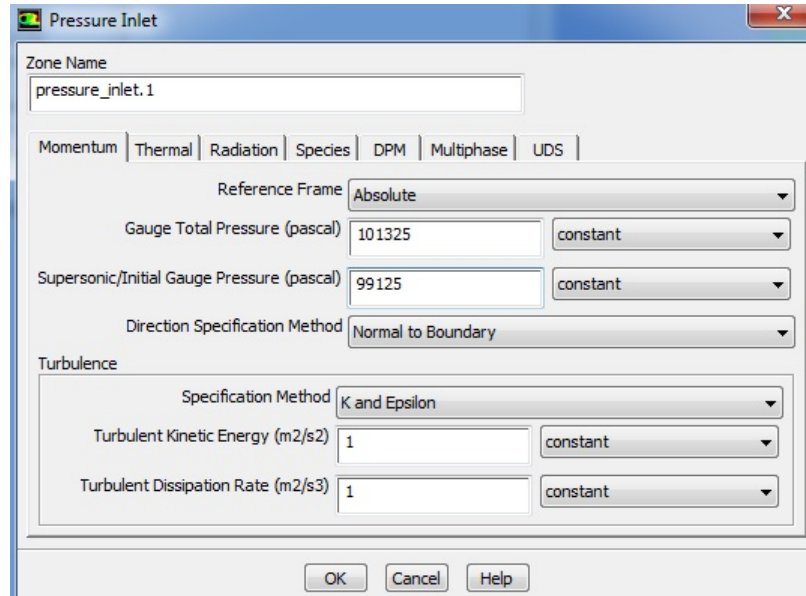 Pressure Inlet
Zone Name
pressure_inlet.1
Momentum Thermal Radiation Species DPM Multiphase UDS
Reference Frame Absolute
Gauge Total Pressure (pascal) 101325 constant
Supersonic/Initial Gauge Pressure (pascal) 99125 constant
Direction Specification Method Normal to Boundary
Turbulence
Specification Method K and Epsilon
Turbulent Kinetic Energy (m2/s2) 1 constant
Turbulent Dissipation Rate (m2/s3) 1 constant
OK Cancel Help